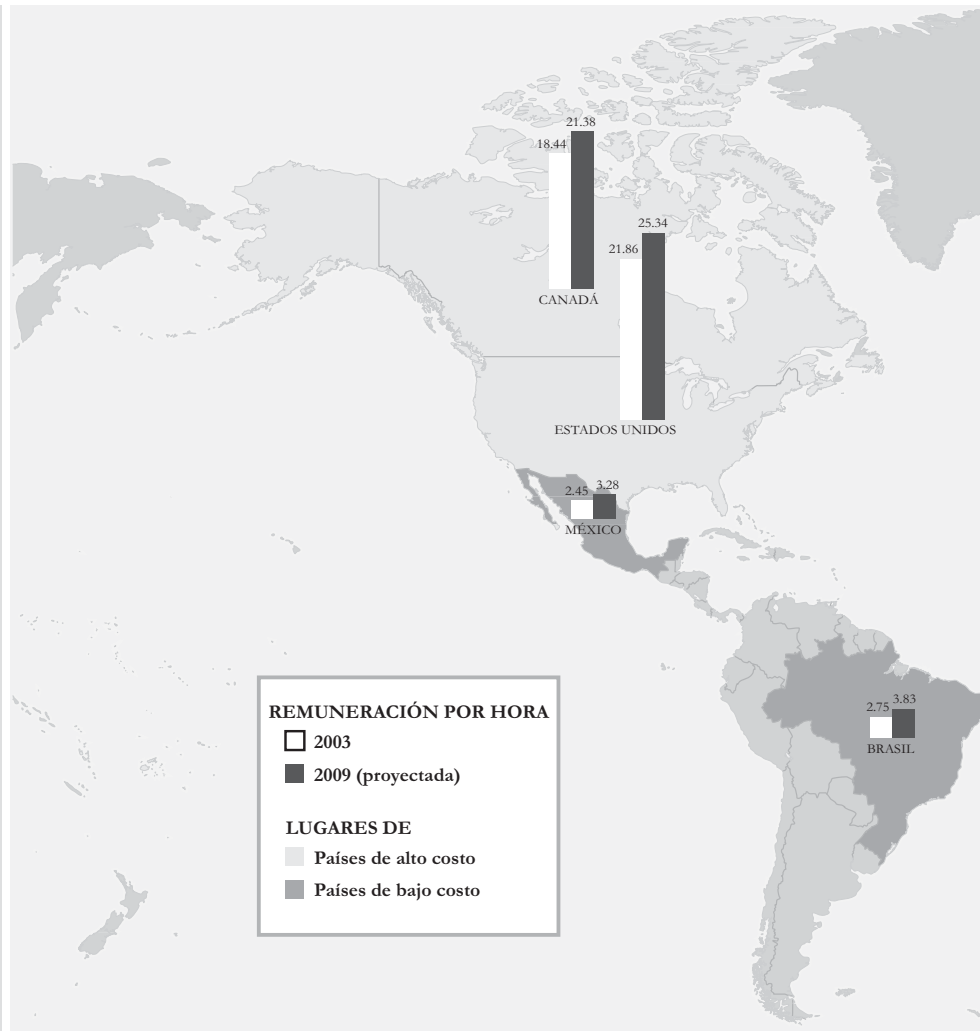 21.38
18.44
CANADÁ
25.34
21.86
ESTADOS UNIDOS
3.28
2.45
MÉXICO
3.83
2.75
BRASIL
REMUNERACIÓN POR HORA
2003
2009 (proyectada)
LUGARES DE
Países de alto costo
Países de bajo costo